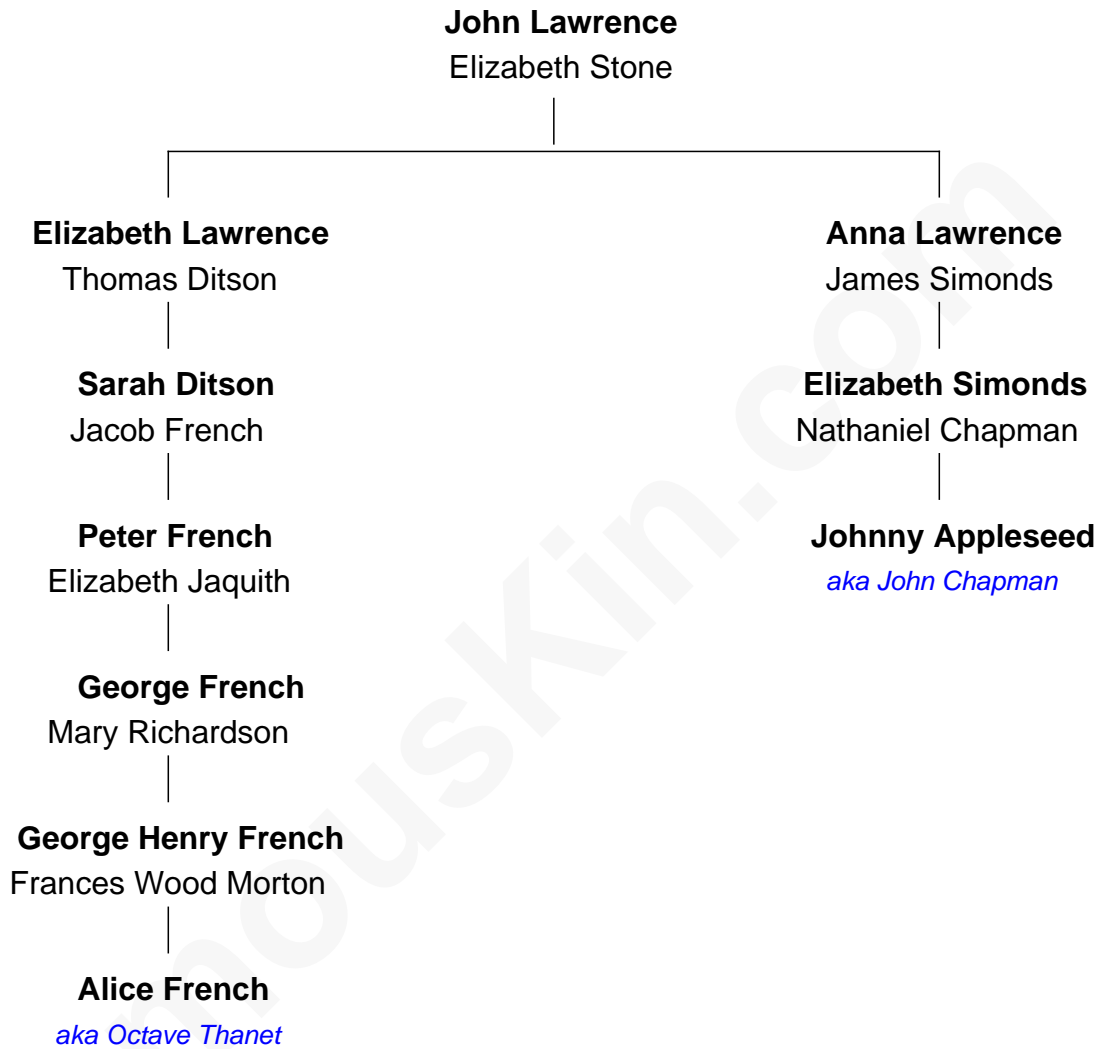 John Lawrence
Elizabeth Stone
Elizabeth Lawrence
Thomas Ditson
Anna Lawrence
James Simonds
Sarah Ditson
Jacob French
Elizabeth Simonds
Nathaniel Chapman
Peter French
Elizabeth Jaquith
Johnny Appleseed
aka John Chapman
George French
Mary Richardson
George Henry French
Frances Wood Morton
Alice French
aka Octave Thanet
mousKin.com